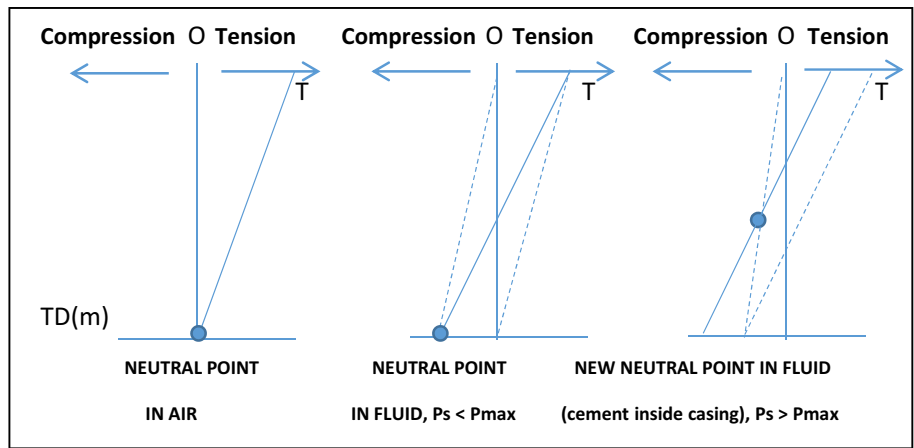 Compression O Tension
T
Compression O Tension
T
Compression O Tension
T
TD(m)
NEUTRAL POINT
IN AIR
NEUTRAL POINT
IN FLUID, Ps < Pmax
NEW NEUTRAL POINT IN FLUID
(cement inside casing), Ps > Pmax